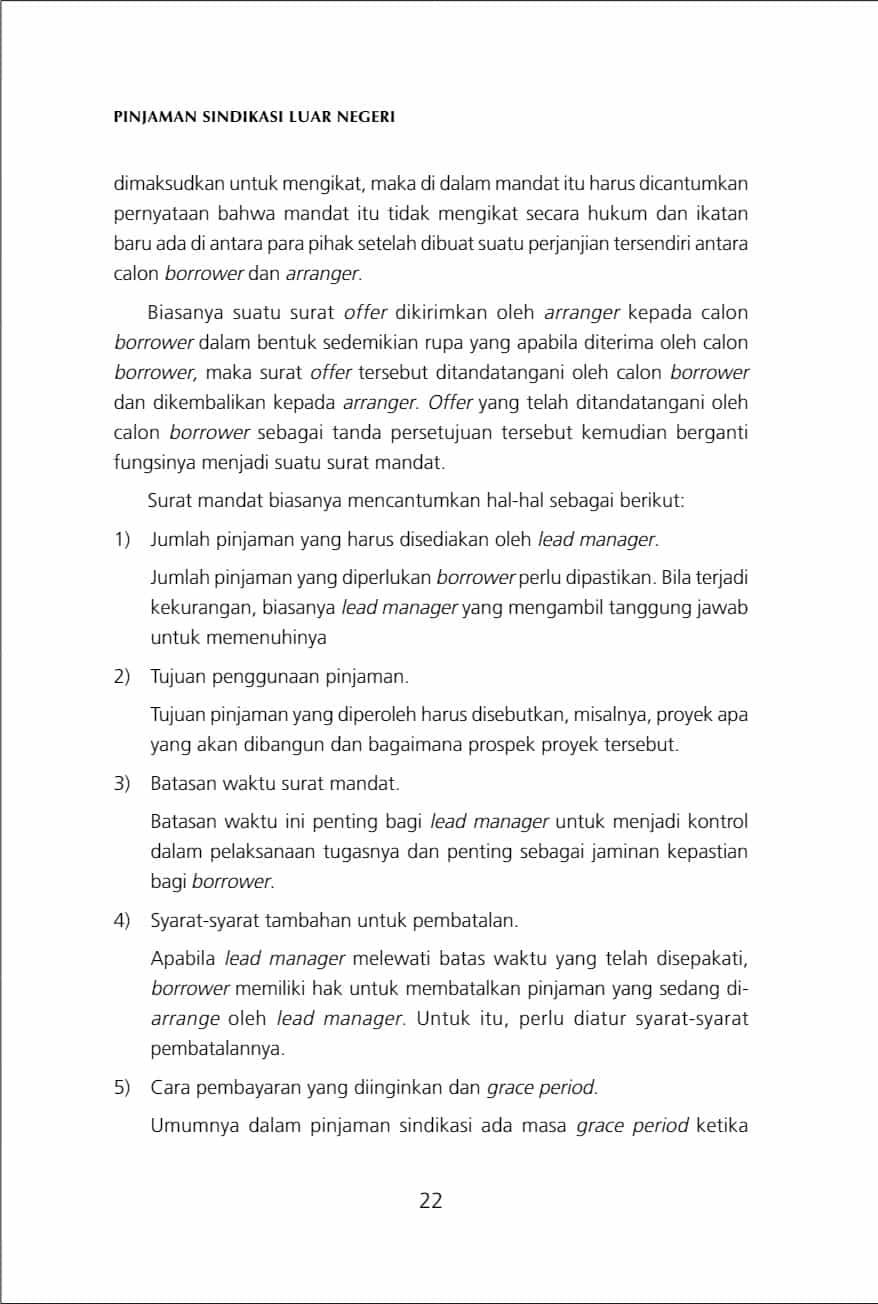 PINJAMAN SINDIKASI LUAR NEGERI
dimaksudkan untuk mengikat, maka di dalam mandat itu harus dicantumkan
pernyataan bahwa mandat itu tidak mengikat secara hukum dan ikatan
baru ada di antara para pihak setelah dibuat suatu perjanjian tersendiri antara
calon borrower dan arranger.
Biasanya suatu surat offer dikirimkan oleh arranger kepada calon
borrower dalam bentuk sedemikian rupa yang apabila diterima oleh calon
borrower, maka surat offer tersebut ditandatangani oleh calon borrower
dan dikembalikan kepada arranger. Offer yang telah ditandatangani oleh
calon borrower sebagai tanda persetujuan tersebut kemudian berganti
fungsinya menjadi suatu surat mandat.
Surat mandat biasanya mencantumkan hal-hal sebagai berikut:
1) Jumlah pinjaman yang harus disediakan oleh lead manager.
Jumlah pinjaman yang diperlukan borrower perlu dipastikan. Bila terjadi
kekurangan, biasanya lead manager yang mengambil tanggung jawab
untuk memenuhinya
2) Tujuan penggunaan pinjaman.
Tujuan pinjaman yang diperoleh harus disebutkan, misalnya, proyek apa
yang akan dibangun dan bagaimana prospek proyek tersebut.
3) Batasan waktu surat mandat.
Batasan waktu ini penting bagi lead manager untuk menjadi kontrol
dalam pelaksanaan tugasnya dan penting sebagai jaminan kepastian
bagi borrower.
4) Syarat-syarat tambahan untuk pembatalan.
Apabila lead manager melewati batas waktu yang telah disepakati,
borrower memiliki hak untuk membatalkan pinjaman yang sedang di-
arrange oleh lead manager. Untuk itu, perlu diatur syarat-syarat
pembatalannya.
5) Cara pembayaran yang diinginkan dan grace period.
Umumnya dalam pinjaman sindikasi ada masa grace period ketika
22